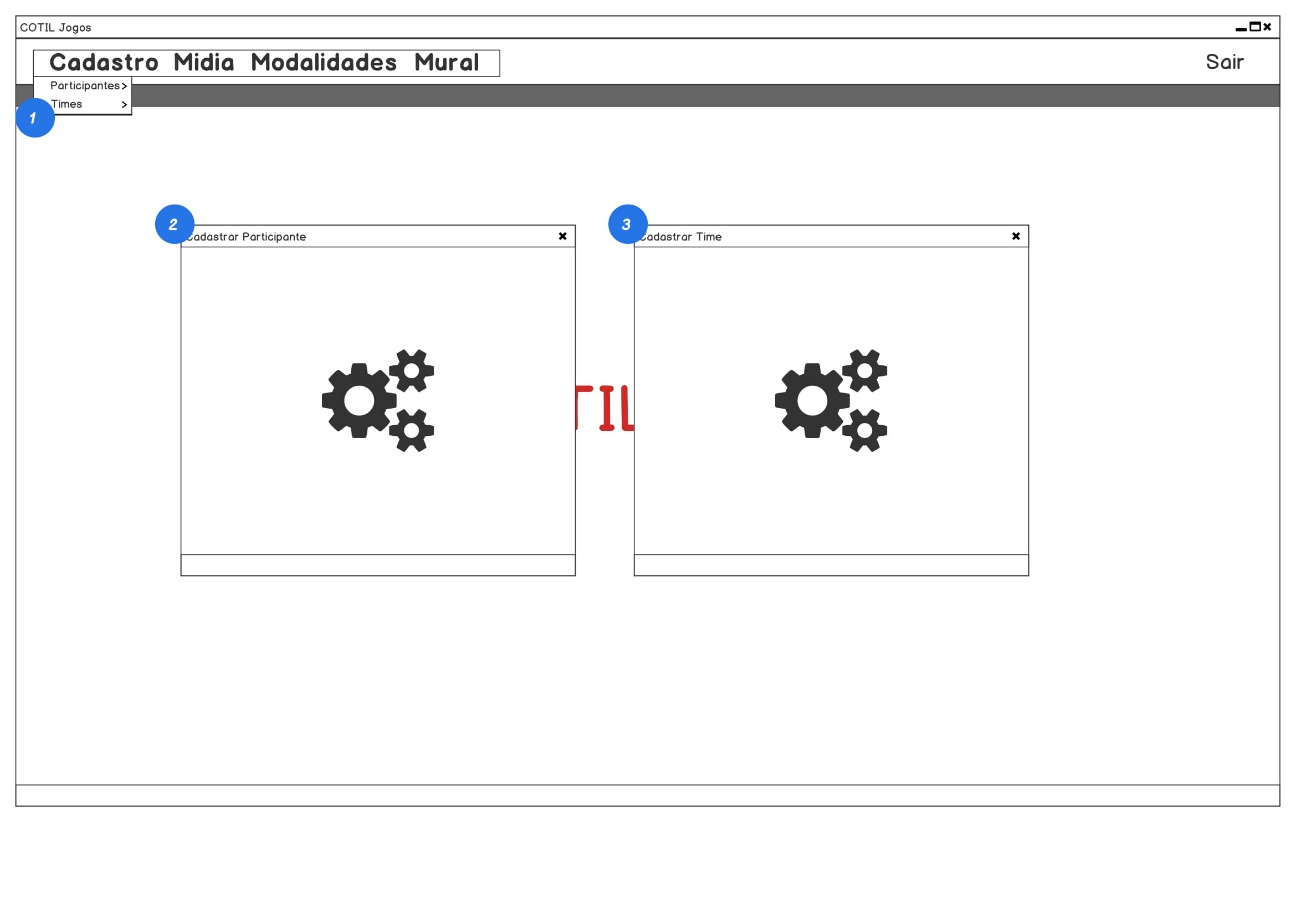 COTIL Jogos
Cadastro Midia Modalidades Mural
Sair
Participantes>
Times >
1
2
Cadastrar Participante
3
Cadastrar Time
TIL